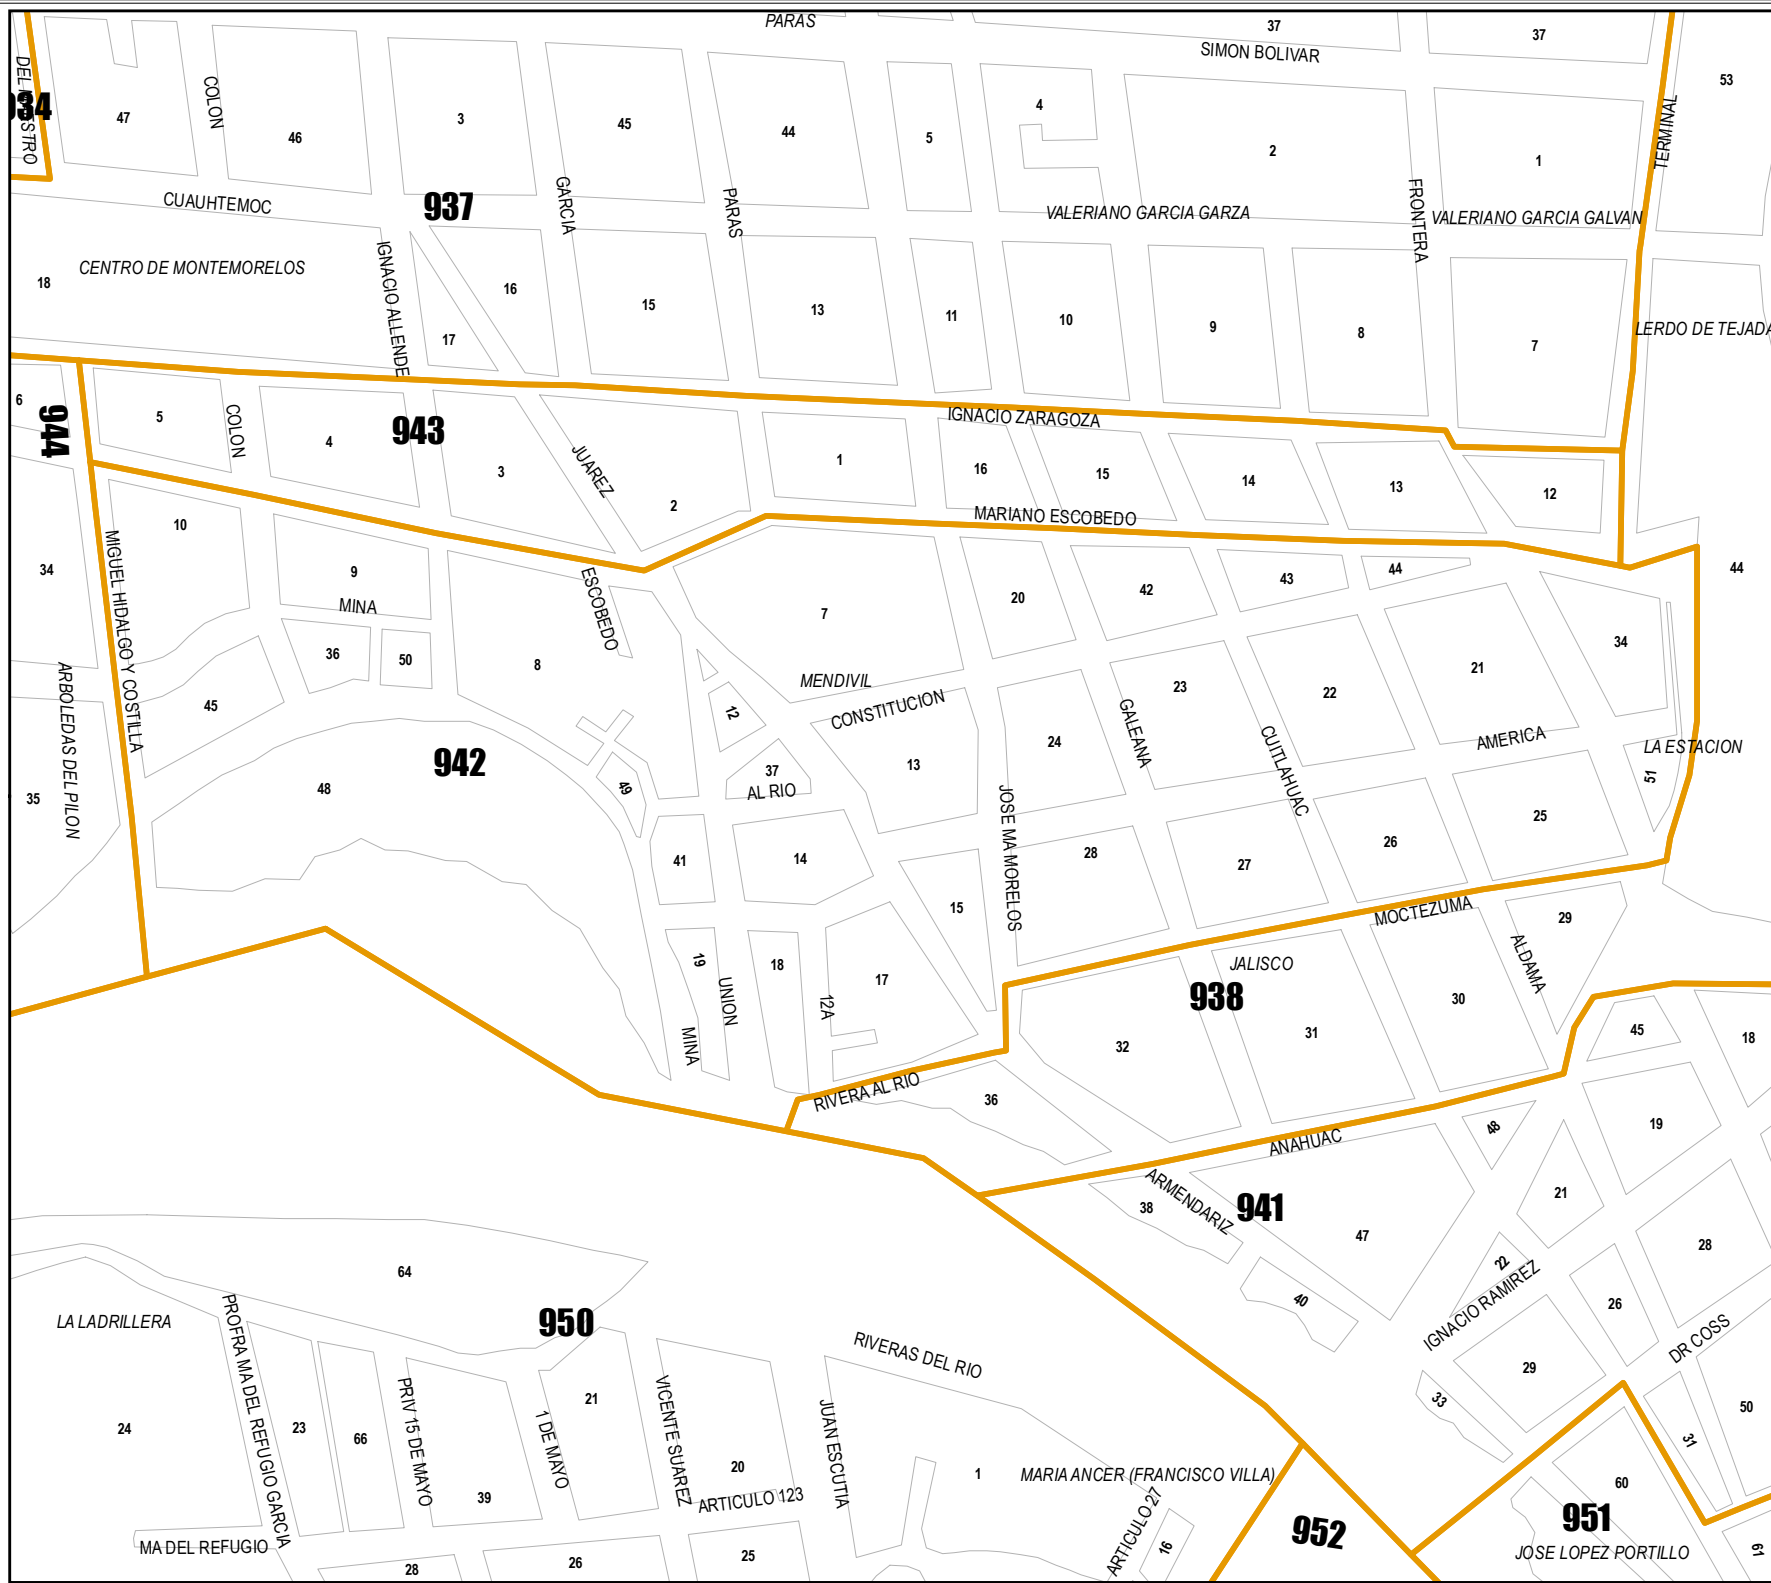 PARAS
37
SIMON BOLIVAR
37
53
DEL MAESTRO
934
47
COLON
46
3
45
44
5
4
2
1
TERMINAL
CUAUHTEMOC
937
GARCIA
PARAS
VALERIANO GARCIA GARZA
FRONTERA
VALERIANO GARCIA GALVAN
18
CENTRO DE MONTEMORELOS
IGNACIO ALLENDE
17
16
15
13
11
10
9
8
7
LERDO DE TEJADA
6
944
5
COLON
4
943
3
JUAREZ
2
1
IGNACIO ZARAGOZA
16
15
14
13
12
MARIANO ESCOBEDO
34
MIGUEL HIDALGO Y COSTILLA
10
9
MINA
36
50
ESCOBEDO
8
7
20
42
43
44
34
44
ARBOLEDAS DEL PILON
45
MENDIVIL
CONSTITUCION
12
23
22
21
GALEANA
CUITLAHUAC
AMERICA
LA ESTACION
51
942
24
13
37
AL RIO
35
48
49
JOSE MA MORELOS
41
14
28
27
26
25
15
MOCTEZUMA
29
ALDAMA
19
UNION
18
12A
17
JALISCO
938
30
31
32
MINA
RIVERA AL RIO
36
45
18
ANAHUAC
48
19
ARMENDARIZ
38
941
47
21
28
22
IGNACIO RAMIREZ
26
40
DR COSS
29
33
50
31
64
LA LADRILLERA
950
RIVERAS DEL RIO
PROFRA MA DEL REFUGIO GARCIA
24
23
66
PRIV 15 DE MAYO
39
1 DE MAYO
21
VICENTE SUAREZ
20
ARTICULO 123
JUAN ESCUTIA
1
MARIA ANCER (FRANCISCO VILLA)
ARTICULO 27
16
952
60
951
JOSE LOPEZ PORTILLO
61
MA DEL REFUGIO
28
26
25